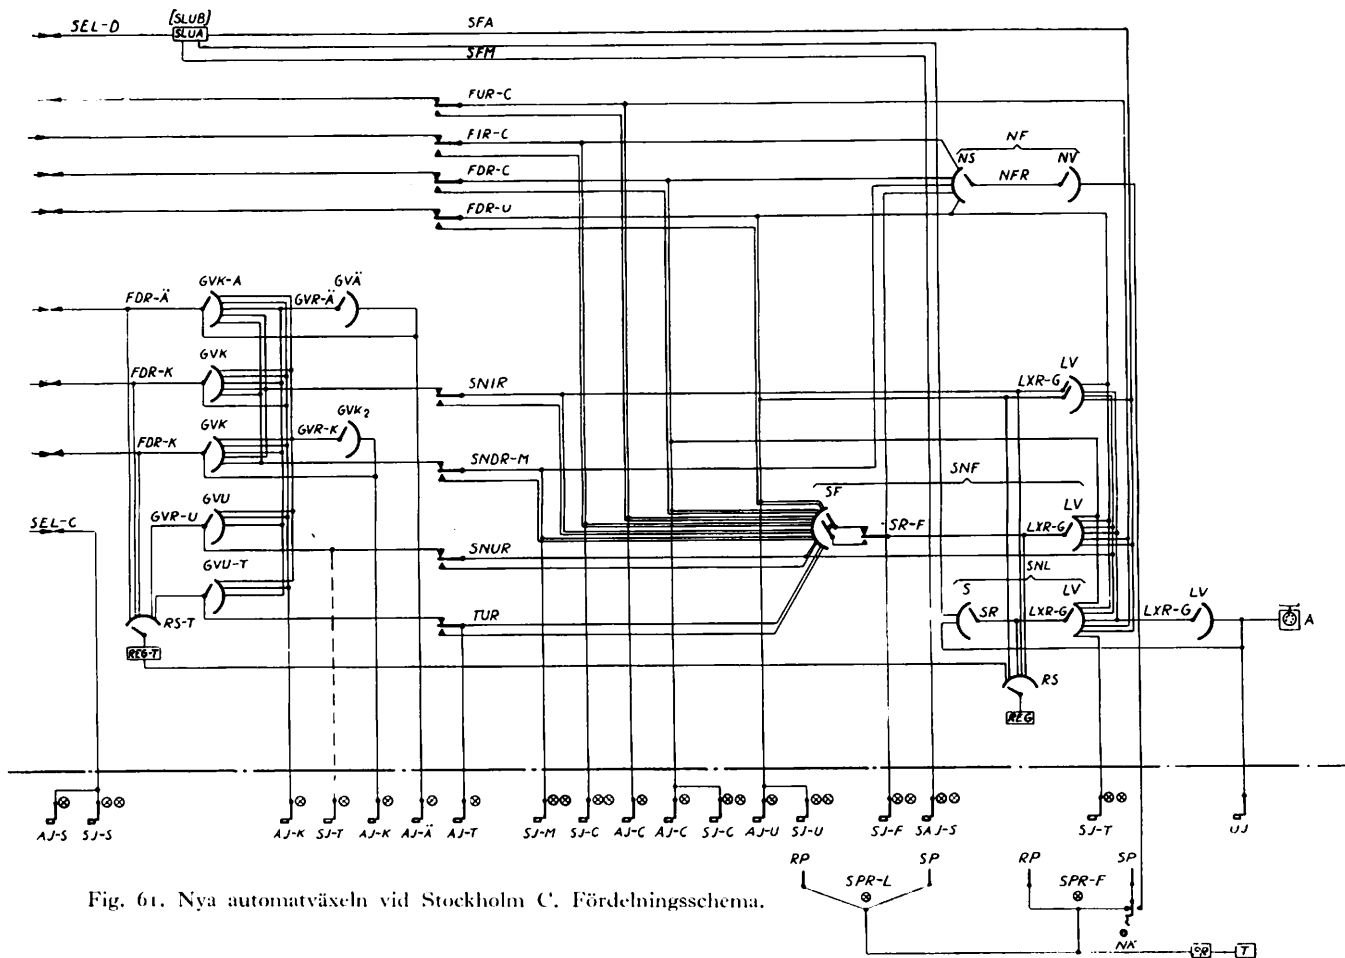 [SLUB]
SEL-D
SLUA
SFA
SFM
FUR-C
FIR-C
FDR-C
FDR-U
NF
NS
NV
NFR
GVK-A
GVÄ
FDR-Ä
GVR-Ä
GVK
FDR-K
SNIR
LV
LXR-G
GVK2
GVK
GVR-K
FDR-K
SNDR-M
SNF
SF
GVU
GVR-U
SEL-C
SNUR
SR-F
LXR-G
LV
GVU-T
SNL
S
SR
LXR-G
LV
LXR-G
LV
A
TUR
RS-T
REG-T
RS
REG
AJ-S
SJ-S
AJ-K
SJ-T
AJ-K
AJ-Ä
AJ-T
SJ-M
SJ-C
AJ-C
AJ-C
SJ-C
AJ-U
SJ-U
SJ-F
SAJ-S
SJ-T
UJ
RP
SP
SPR-L
RP
SP
SPR-F
NK
T
Fig. 61. Nya automatväxeln vid Stockholm C. Fördelningsschema.